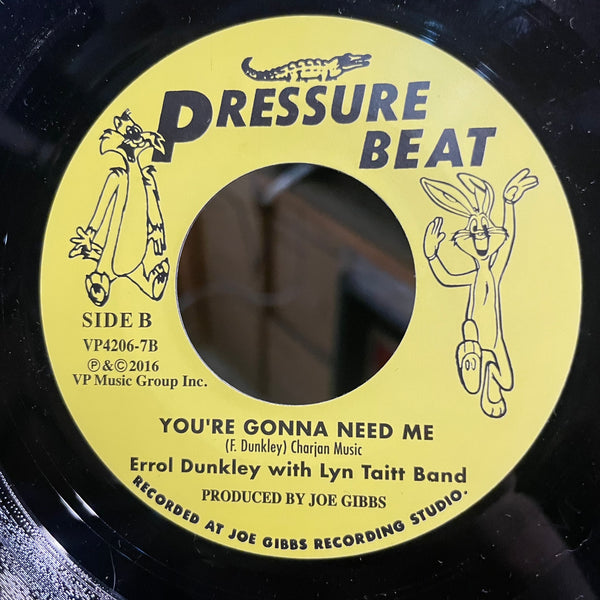 PRESSURE
BEAT
SIDE B
VP4206-7B
Ⓟ&©2016
VP Music Group Inc.
YOU'RE GONNA NEED ME
(F. Dunkley) Charjan Music
Errol Dunkley with Lyn Taitt Band
PRODUCED BY JOE GIBBS
RECORDED AT JOE GIBBS RECORDING STUDIO.